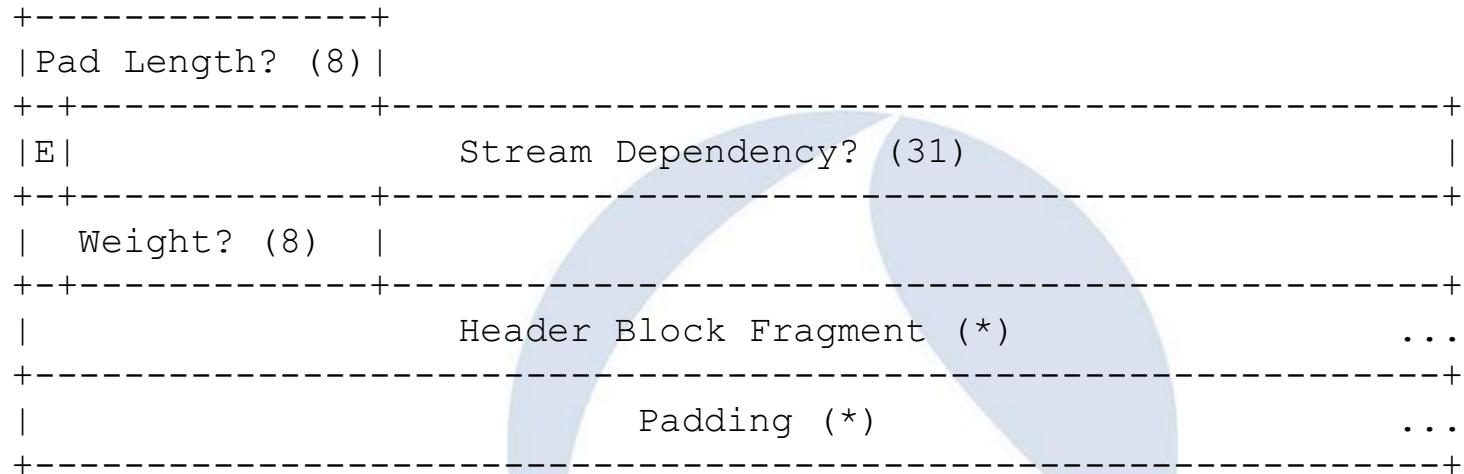 +---------------+
|Pad Length? (8)|
+-+-------------+-----------------------------------------------+
|E|                 Stream Dependency? (31)                     |
+-+-------------+-----------------------------------------------+
|  Weight? (8)  |
+-+-------------+-----------------------------------------------+
|                   Header Block Fragment (*)                 ...
+---------------------------------------------------------------+
|                           Padding (*)                       ...
+---------------------------------------------------------------+